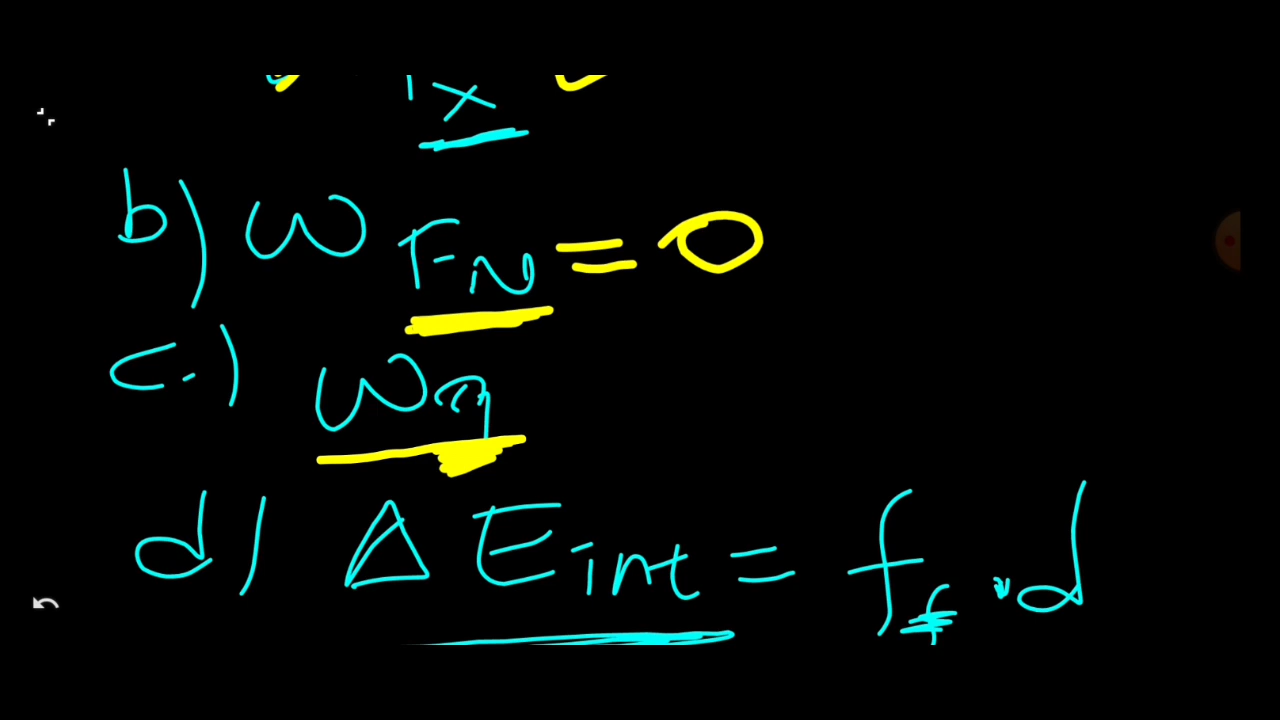 x
b) W FN = 0
c.) Wg
d) ΔEint = ff · d